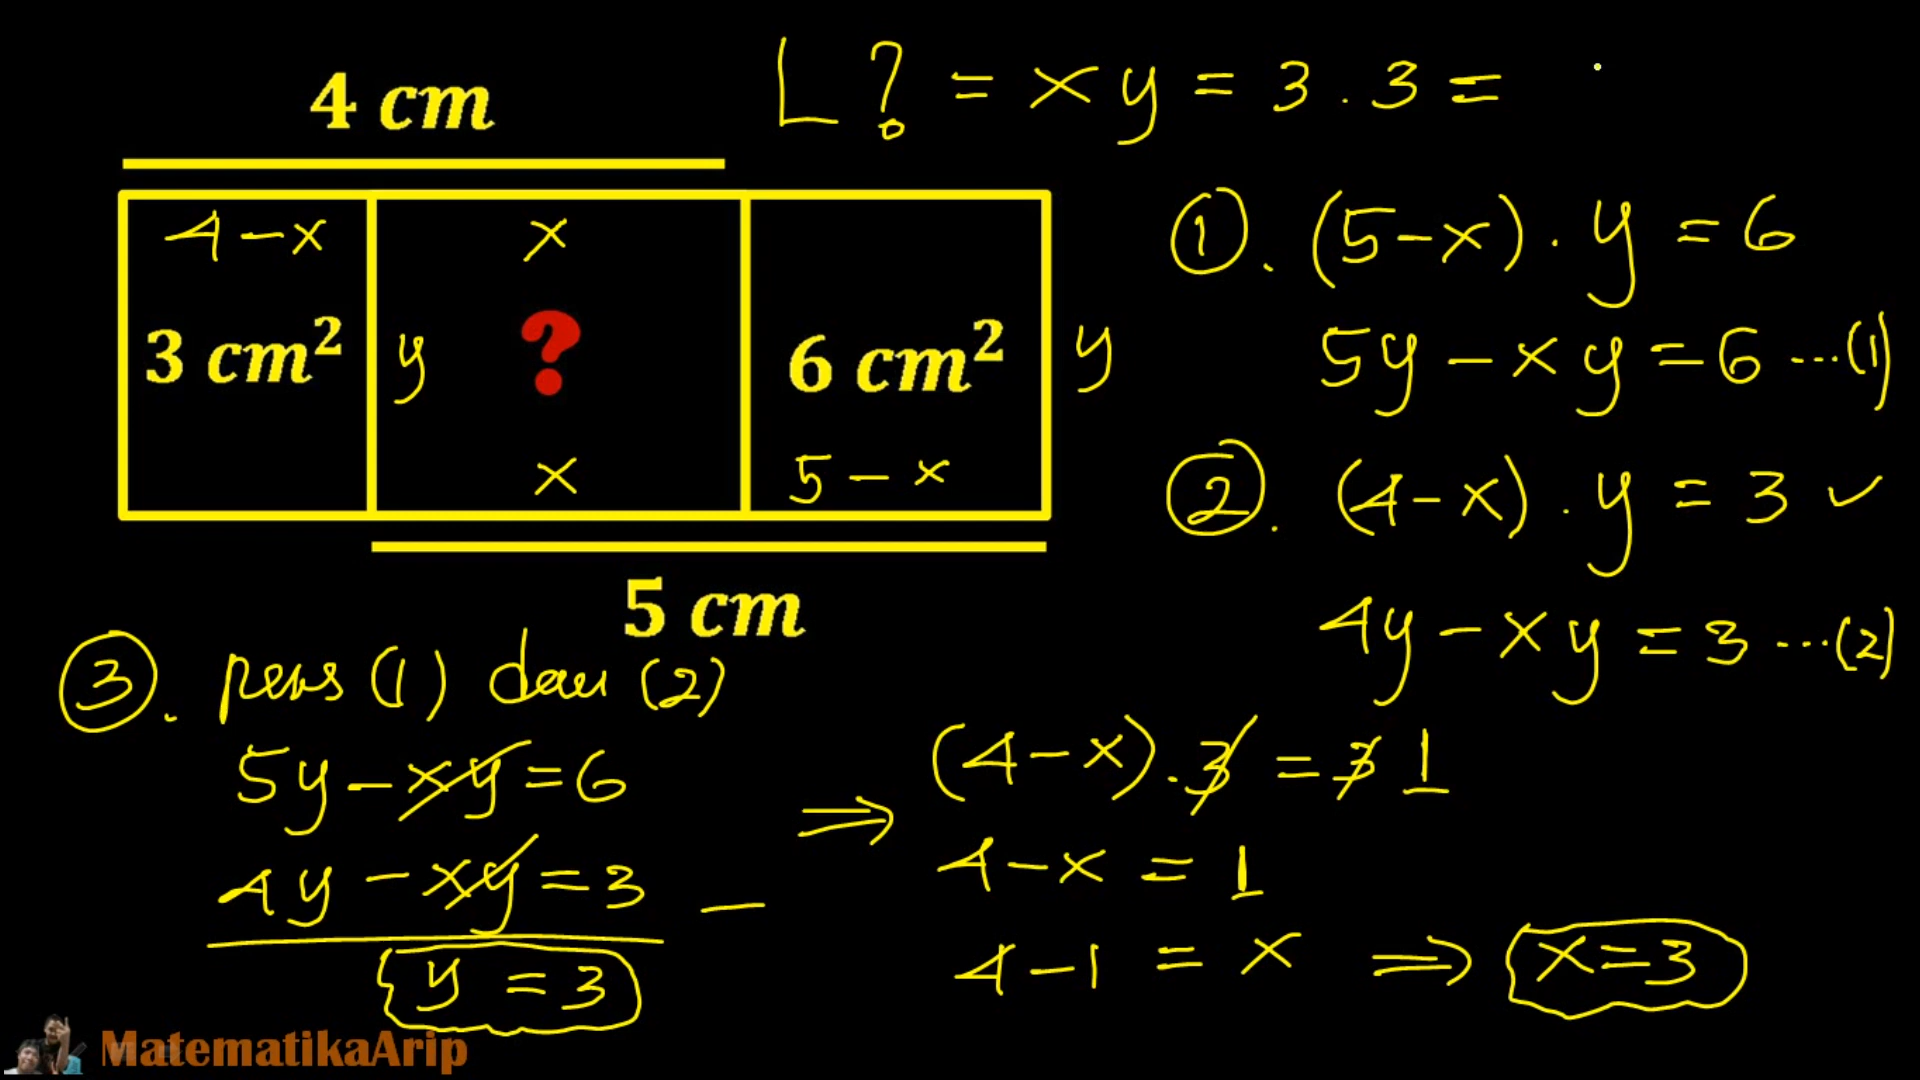 4 cm
L ? = x y = 3 . 3 =
4 - x
x
3 cm²
y
?
6 cm²
y
x
5 - x
5 cm
①. (5 - x) . y = 6
5y - xy = 6 ...(1)
②. (4 - x) . y = 3 ✓
4y - xy = 3 ...(2)
③. pers (1) dan (2)
5y - xy = 6
4y - xy = 3 —
y = 3
⇒ (4 - x) . 3 = 3 1
4 - x = 1
4 - 1 = x ⇒ x = 3
MatematikaArip